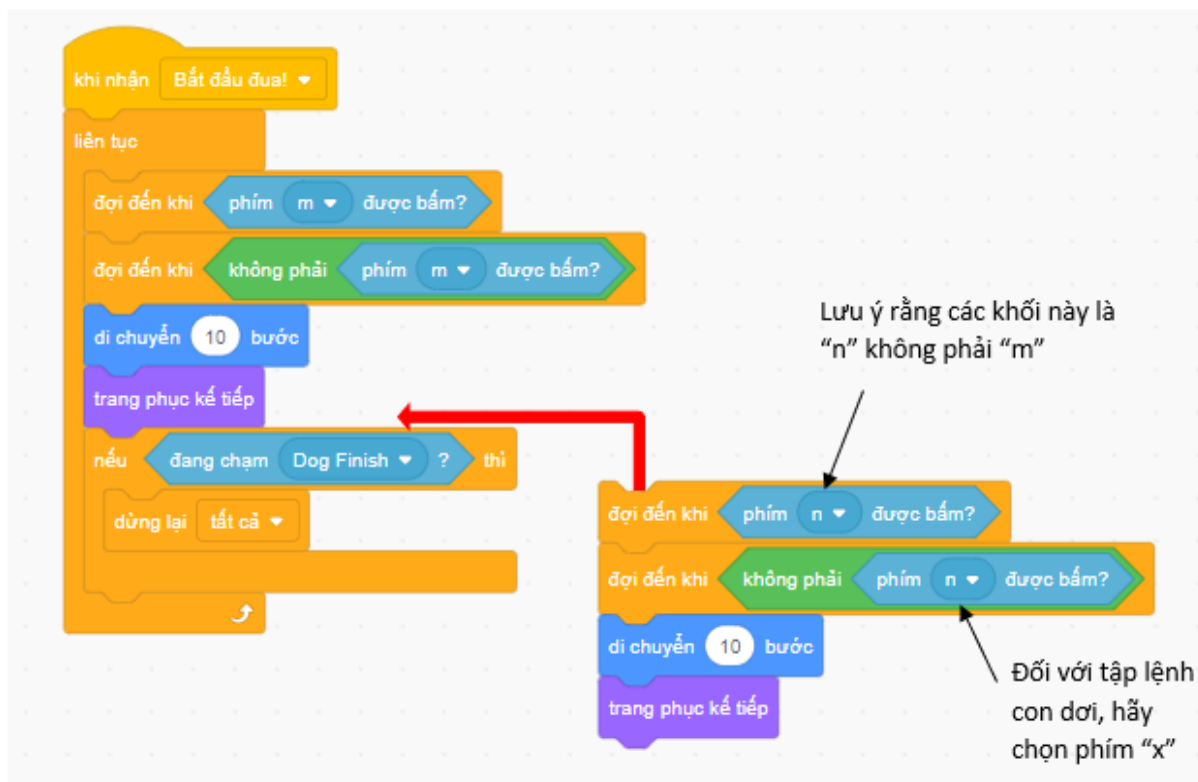 khi nhận Bắt đầu đua!
liên tục
đợi đến khi phím m được bấm?
đợi đến khi không phải phím m được bấm?
di chuyển 10 bước
trang phục kế tiếp
nếu đang chạm Dog Finish ? thì
dừng lại tất cả
Lưu ý rằng các khối này là
“n” không phải “m”
đợi đến khi phím n được bấm?
đợi đến khi không phải phím n được bấm?
di chuyển 10 bước
trang phục kế tiếp
Đối với tập lệnh
con dơi, hãy
chọn phím “x”